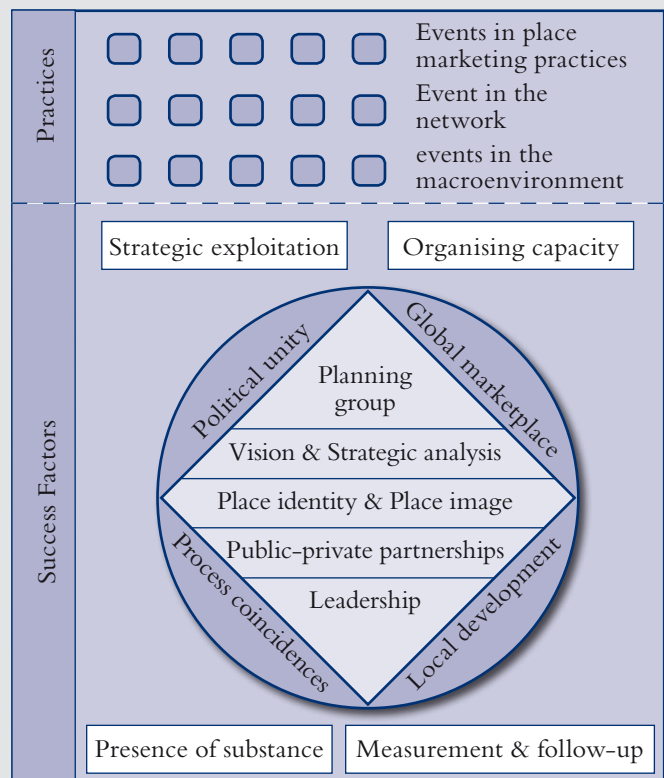 Practices
Events in place
marketing practices
Event in the
network
events in the
macroenvironment
Success Factors
Strategic exploitation
Organising capacity
Political unity
Global marketplace
Planning
group
Vision & Strategic analysis
Place identity & Place image
Public-private partnerships
Leadership
Process coincidences
Local development
Presence of substance
Measurement & follow-up